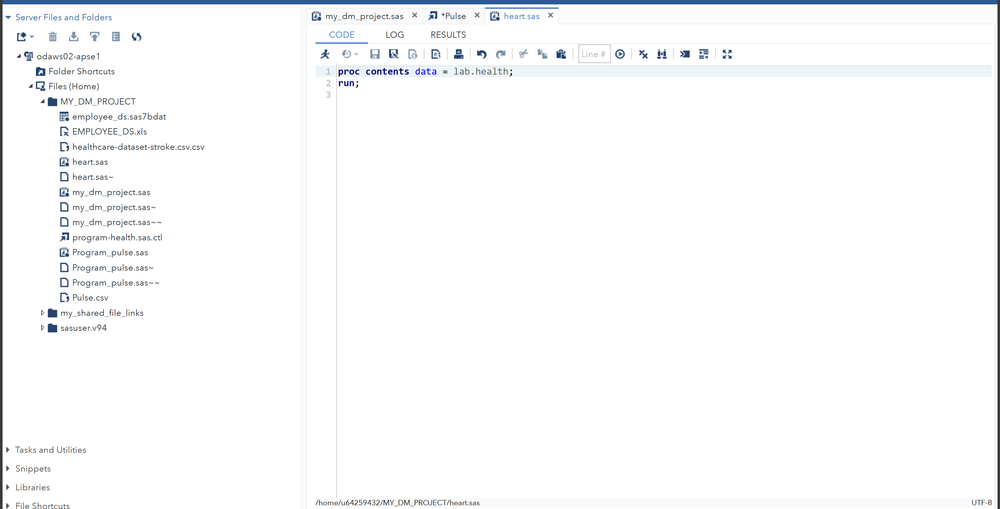 Server Files and Folders
odaws02-apse1
Folder Shortcuts
Files (Home)
MY_DM_PROJECT
employee_ds.sas7bdat
EMPLOYEE_DS.xls
healthcare-dataset-stroke.csv.csv
heart.sas
heart.sas~
my_dm_project.sas
my_dm_project.sas~
my_dm_project.sas~~
program-health.sas.ctl
Program_pulse.sas
Program_pulse.sas~
Program_pulse.sas~~
Pulse.csv
my_shared_file_links
sasuser.v94
Tasks and Utilities
Snippets
Libraries
File Shortcuts
my_dm_project.sas *Pulse heart.sas
CODE LOG RESULTS
Line #
1 proc contents data = lab.health;
2 run;
3
/home/u64259432/MY_DM_PROJECT/heart.sas UTF-8